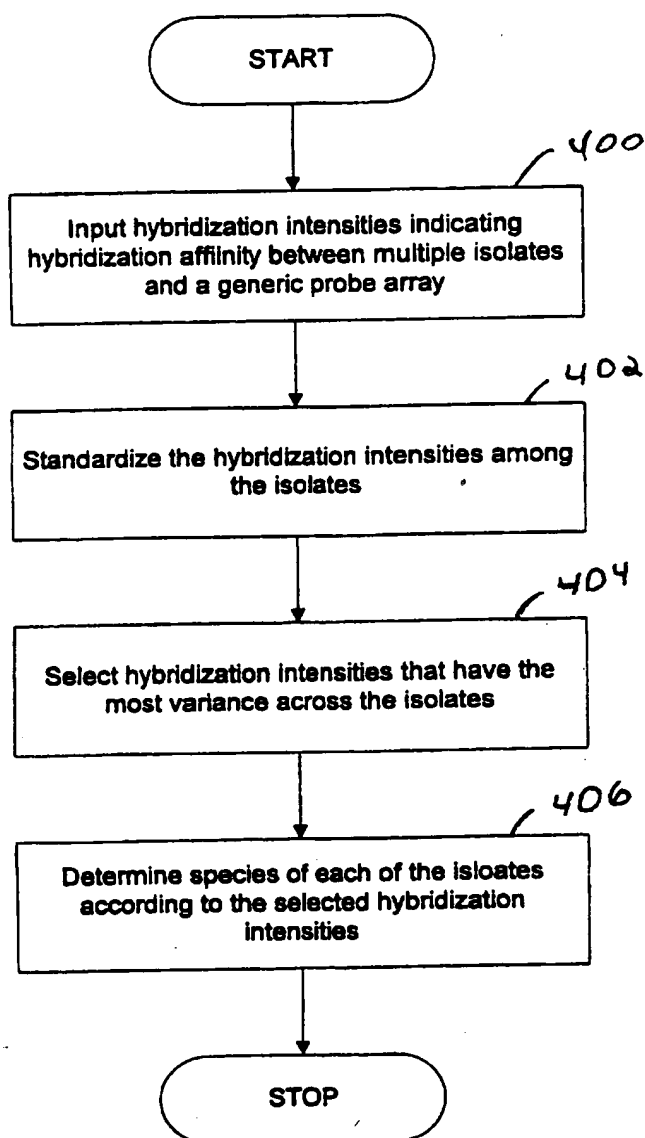 START
400
Input hybridization intensities indicating
hybridization affinity between multiple isolates
and a generic probe array
402
Standardize the hybridization intensities among
the isolates
404
Select hybridization intensities that have the
most variance across the isolates
406
Determine species of each of the isloates
according to the selected hybridization
intensities
STOP